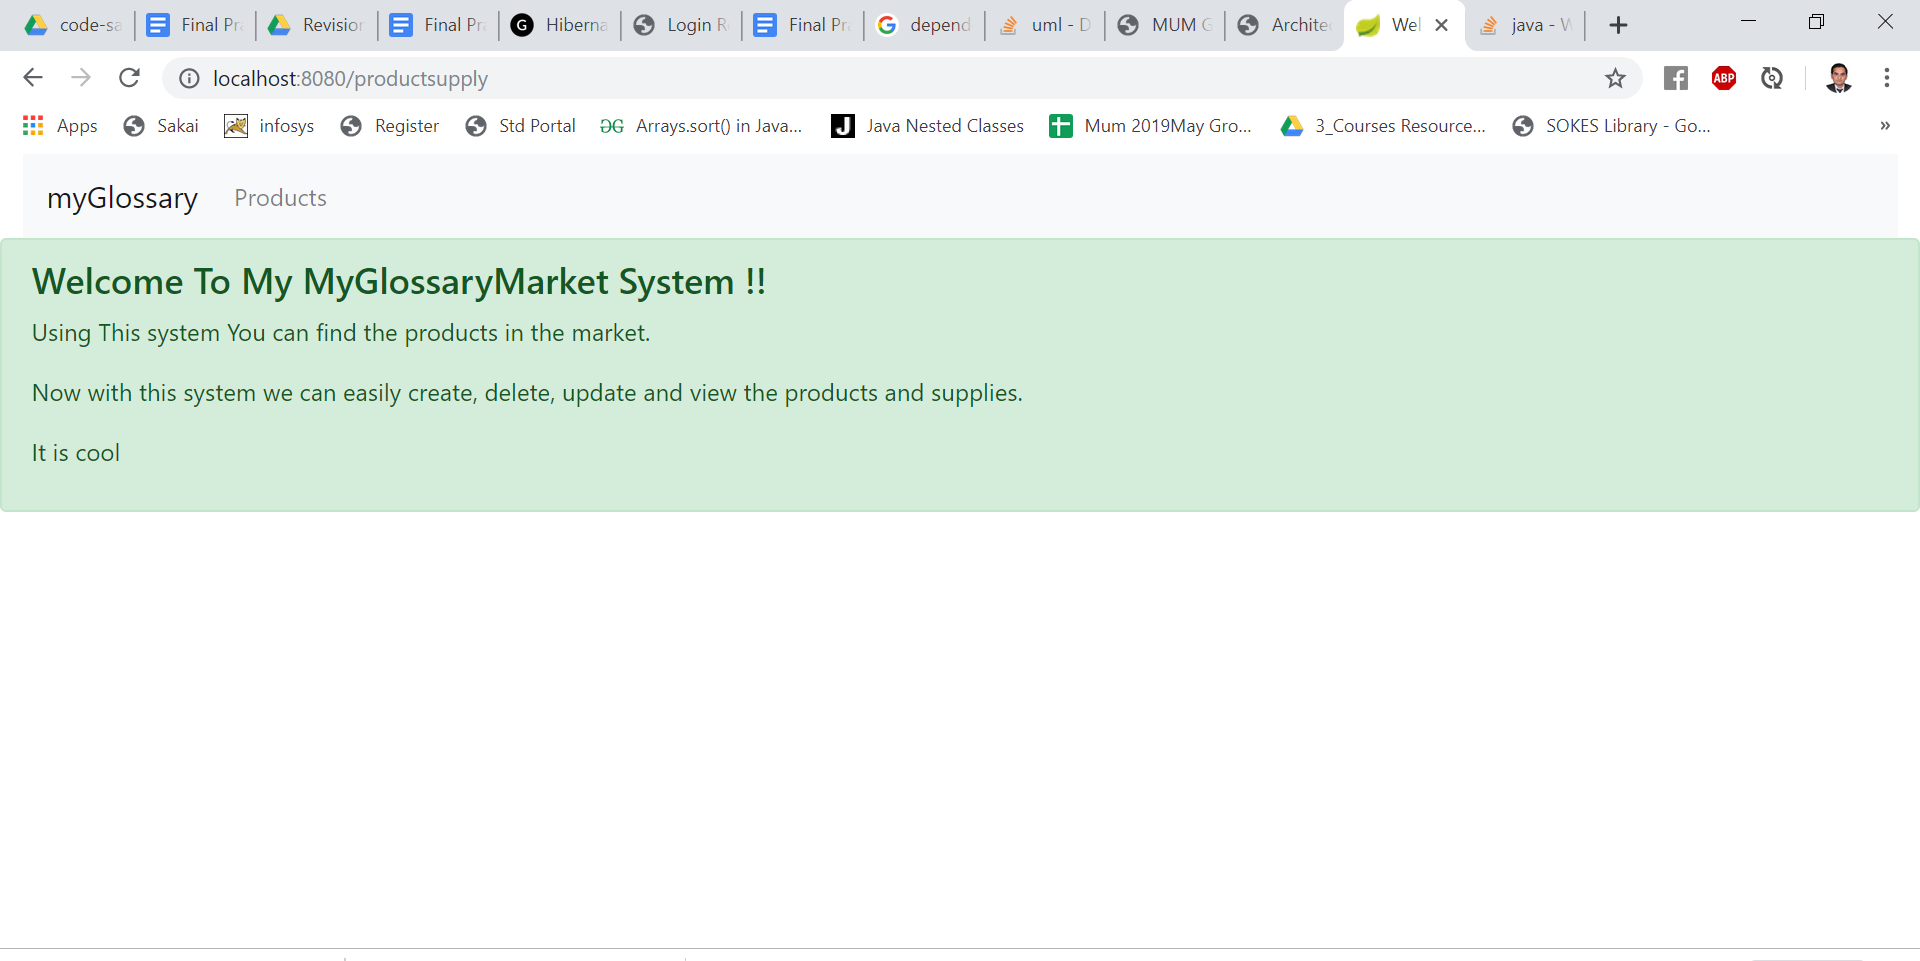 code-sa Final Pr Revision Final Pr Hiberna Login R Final Pr depend uml - D MUM G Archite Wel java - W
localhost:8080/productsupply
ABP
Apps Sakai infosys Register Std Portal Arrays.sort() in Java... Java Nested Classes Mum 2019May Gro... 3_Courses Resource... SOKES Library - Go... »
myGlossary Products
Welcome To My MyGlossaryMarket System !!
Using This system You can find the products in the market.
Now with this system we can easily create, delete, update and view the products and supplies.
It is cool